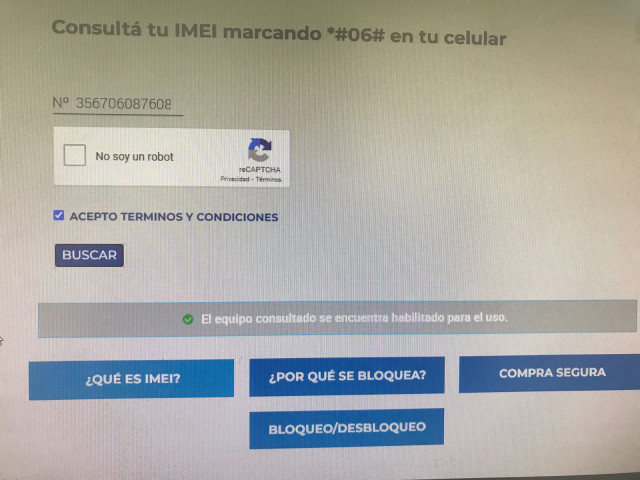 Consultá tu IMEI marcando *#06# en tu celular
Nº 356706087608
No soy un robot
reCAPTCHA
Privacidad - Términos
ACEPTO TERMINOS Y CONDICIONES
BUSCAR
El equipo consultado se encuentra habilitado para el uso.
¿QUÉ ES IMEI?
¿POR QUÉ SE BLOQUEA?
COMPRA SEGURA
BLOQUEO/DESBLOQUEO